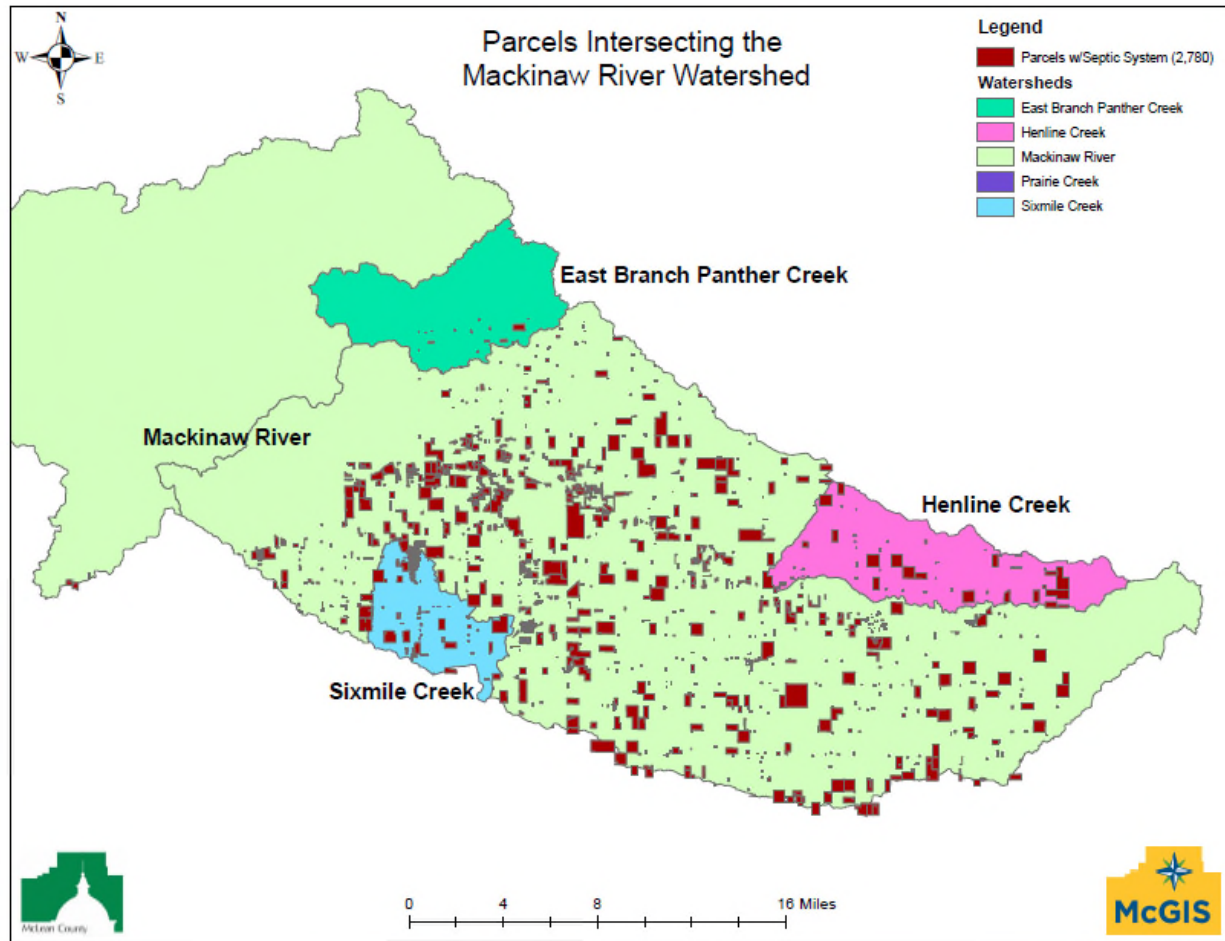 Parcels Intersecting the
Mackinaw River Watershed
N
W
E
S
Legend
Parcels w/Septic System (2,780)
Watersheds
East Branch Panther Creek
Henline Creek
Mackinaw River
Prairie Creek
Sixmile Creek
East Branch Panther Creek
Mackinaw River
Henline Creek
Sixmile Creek
McLean County
0 4 8 16 Miles
McGIS